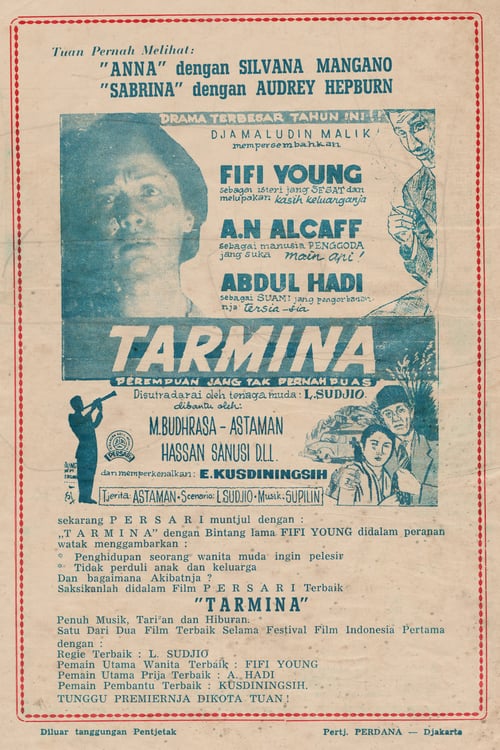 Tuan Pernah Melihat:
"ANNA" dengan SILVANA MANGANO
"SABRINA" dengan AUDREY HEPBURN
DRAMA TERBESAR TAHUN INI!!
DJAMALUDIN MALIK
mempersembahkan
FIFI YOUNG
sebagai isteri jang SESAT dan
melupakan kasih keluarganja
A.N ALCAFF
sebagai manusia PENGGODA
jang suka main api!
ABDUL HADI
sebagai SUAMI jang pengorbanan
nja tersia-sia
TARMINA
PEREMPUAN JANG TAK PERNAH PUAS
Disutradarai oleh tenaga muda: L.SUDJIO.
dibantu oleh:
M.BUDHRASA - ASTAMAN
HASSAN SANUSI DLL.
dan memperkenalkan: E.KUSDININGSIH
PERSARI
Tjerita: ASTAMAN • Scenario: L SUDJIO • Musik: SUPILIN
sekarang P E R S A R I muntjul dengan :
„T A R M I N A" dengan Bintang lama FIFI YOUNG didalam peranan
watak menggambarkan :
° Penghidupan seorang wanita muda ingin pelesir
° Tidak perduli anak dan keluarga
Dan bagaimana Akibatnja ?
Saksikanlah didalam Film P E R S A R I Terbaik
"TARMINA"
Penuh Musik, Tari'an dan Hiburan.
Satu Dari Dua Film Terbaik Selama Festival Film Indonesia Pertama
dengan :
Regie Terbaik : L. SUDJIO
Pemain Utama Wanita Terbaik : FIFI YOUNG
Pemain Utama Prija Terbaik : A. HADI
Pemain Pembantu Terbaik : KUSDININGSIH.
TUNGGU PREMIERNJA DIKOTA TUAN!
Diluar tanggungan Pentjetak
Pertj. PERDANA — Djakarta